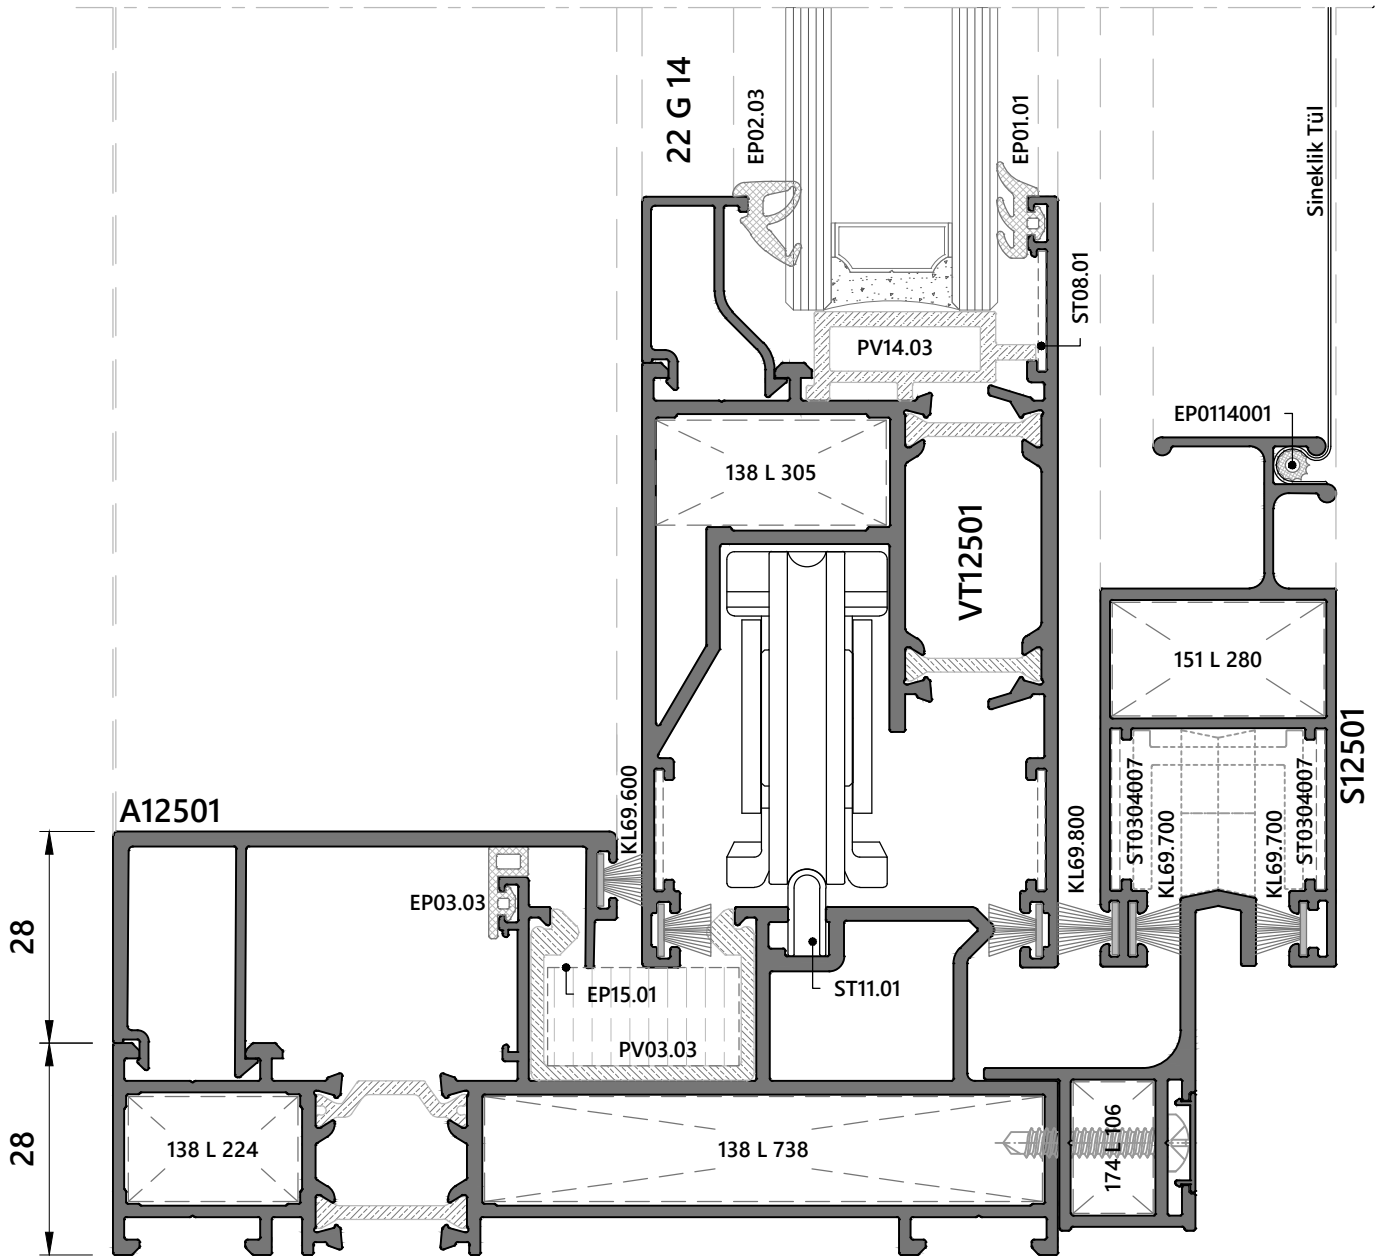 22 G 14
EP02.03
EP01.01
Sineklik Tül
ST08.01
PV14.03
EP0114001
138 L 305
VT12501
151 L 280
S12501
A12501
KL69.600
KL69.800
ST0304007
KL69.700
KL69.700
ST0304007
EP03.03
28
EP15.01
ST11.01
PV03.03
28
138 L 224
138 L 738
174 L 106